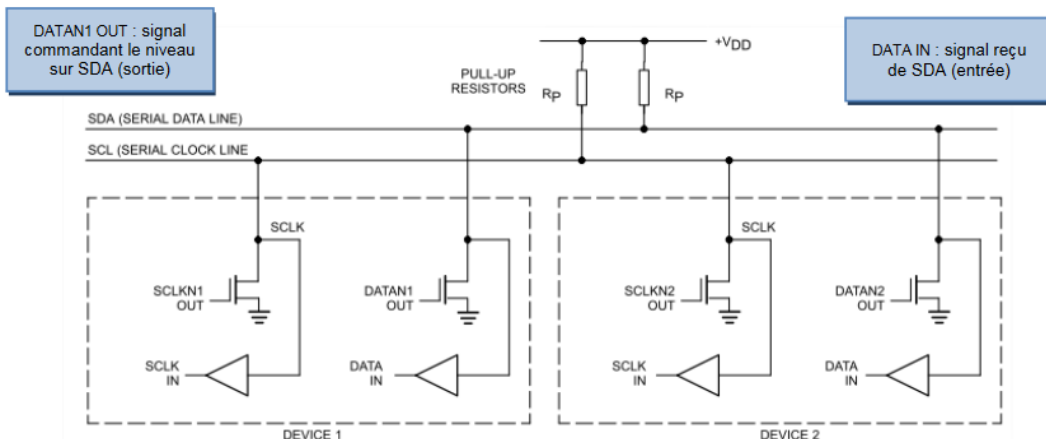 DATAN1 OUT : signal
commandant le niveau
sur SDA (sortie)
DATA IN : signal reçu
de SDA (entrée)
+VDD
PULL-UP
RESISTORS
RP
RP
SDA (SERIAL DATA LINE)
SCL (SERIAL CLOCK LINE
SCLK
SCLK
SCLKN1
OUT
DATAN1
OUT
SCLKN2
OUT
DATAN2
OUT
SCLK
IN
DATA
IN
SCLK
IN
DATA
IN
DEVICE 1
DEVICE 2